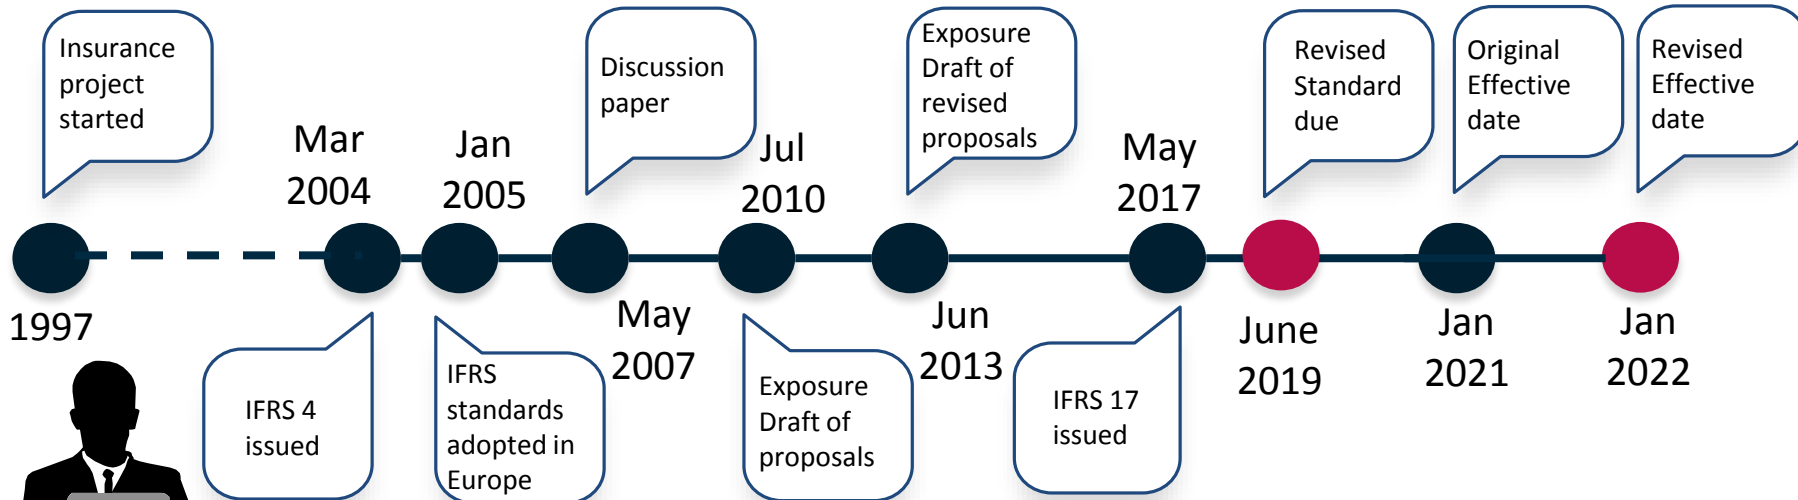 Insurance
project
started
1997
Mar
2004
IFRS 4
issued
Jan
2005
IFRS
standards
adopted in
Europe
Discussion
paper
May
2007
Jul
2010
Exposure
Draft of
proposals
Exposure
Draft of
revised
proposals
Jun
2013
May
2017
IFRS 17
issued
Revised
Standard
due
June
2019
Original
Effective
date
Jan
2021
Revised
Effective
date
Jan
2022